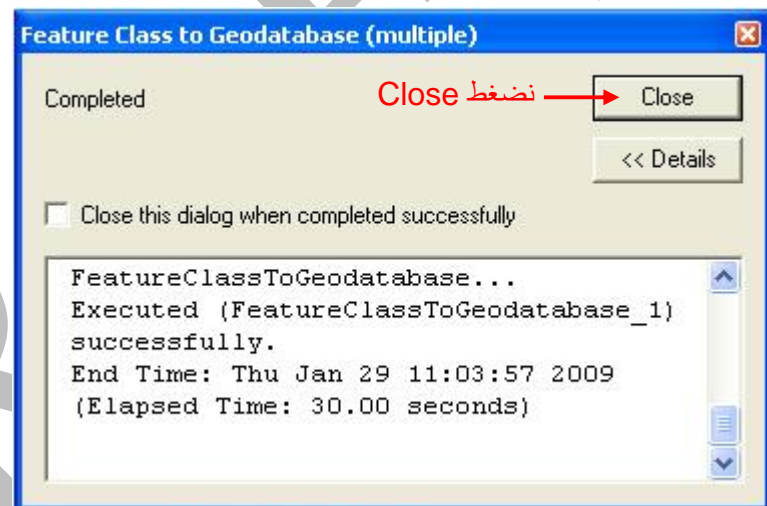 Feature Class to Geodatabase (multiple)
Completed
نضغط Close
Close
<< Details
Close this dialog when completed successfully
FeatureClassToGeodatabase...
Executed (FeatureClassToGeodatabase_1)
successfully.
End Time: Thu Jan 29 11:03:57 2009
(Elapsed Time: 30.00 seconds)